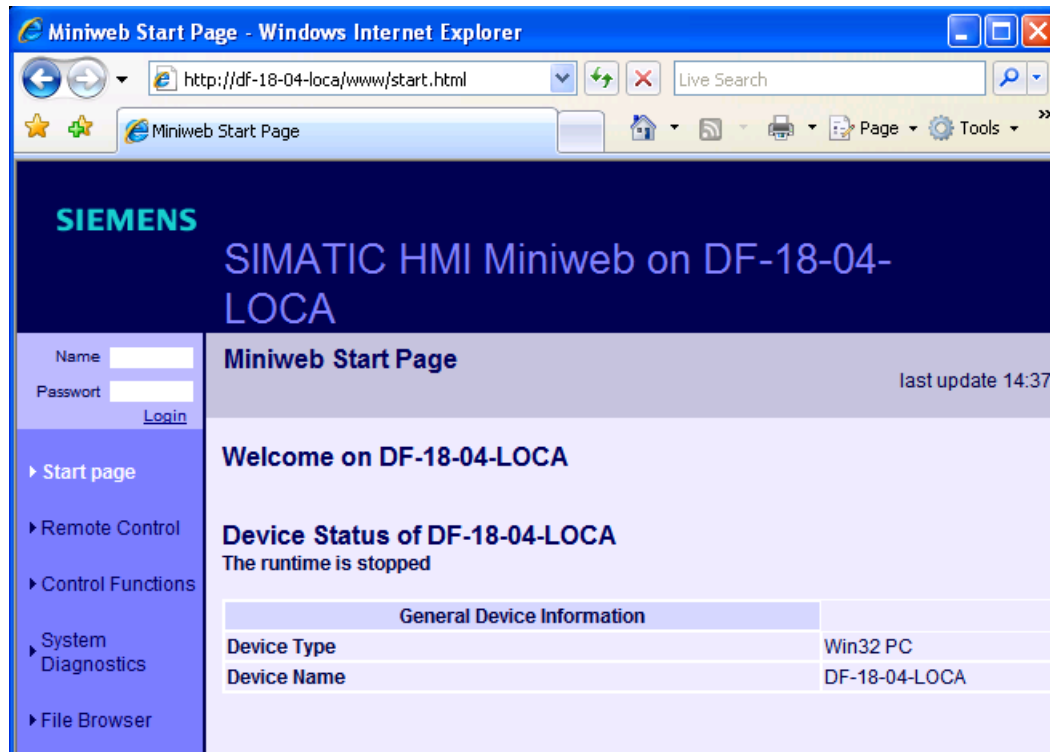 Miniweb Start Page - Windows Internet Explorer
http://df-18-04-loca/www/start.html
Live Search
Miniweb Start Page
Page
Tools
SIEMENS
SIMATIC HMI Miniweb on DF-18-04-
LOCA
Name
Passwort
Login
Miniweb Start Page
last update 14:37
Start page
Remote Control
Control Functions
System
Diagnostics
File Browser
Welcome on DF-18-04-LOCA
Device Status of DF-18-04-LOCA
The runtime is stopped
General Device Information
Device Type Win32 PC
Device Name DF-18-04-LOCA